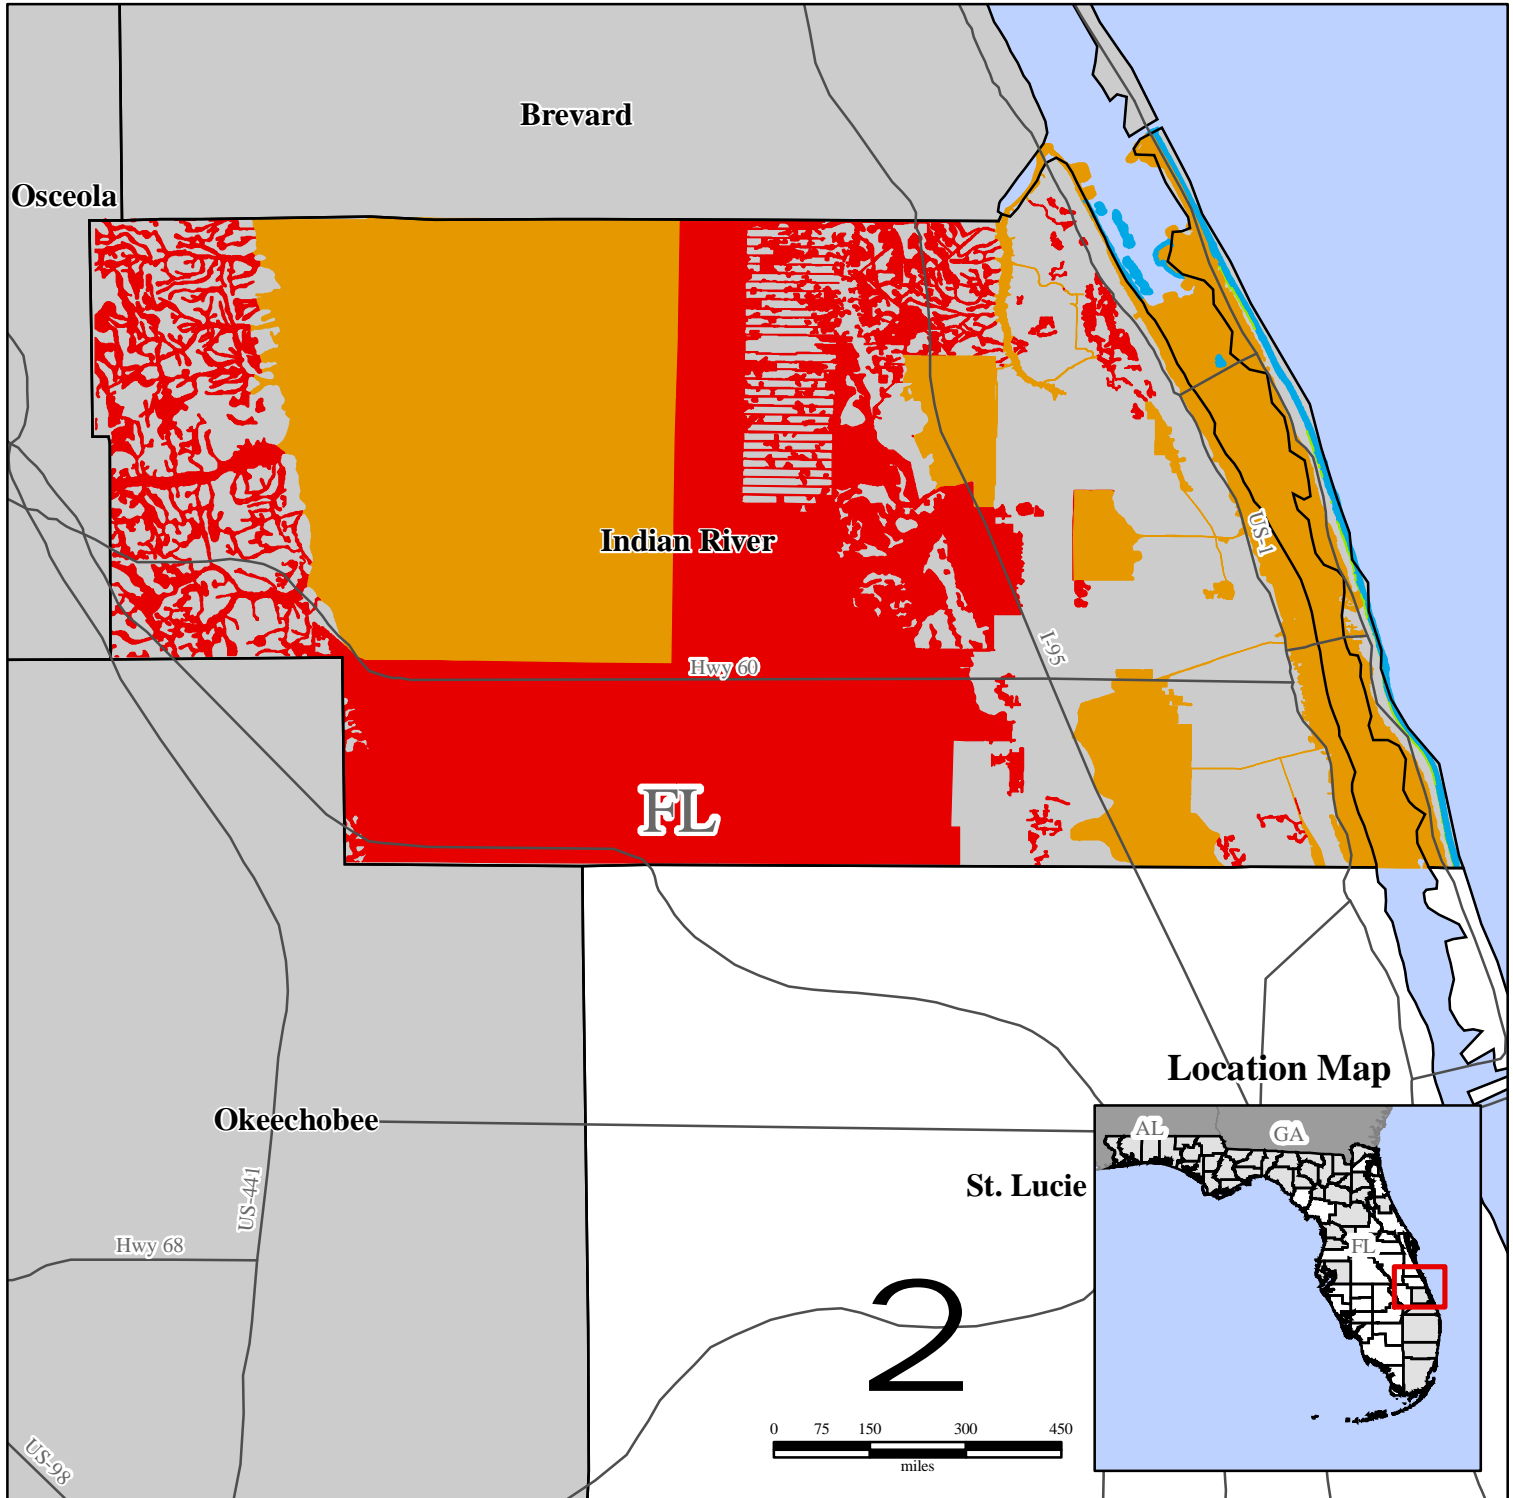 Brevard
Osceola
Indian River
US-1
I-95
Hwy 60
FL
Location Map
AL
GA
FL
Okeechobee
US-441
St. Lucie
Hwy 68
2
0 75 150 300 450
miles
US-98